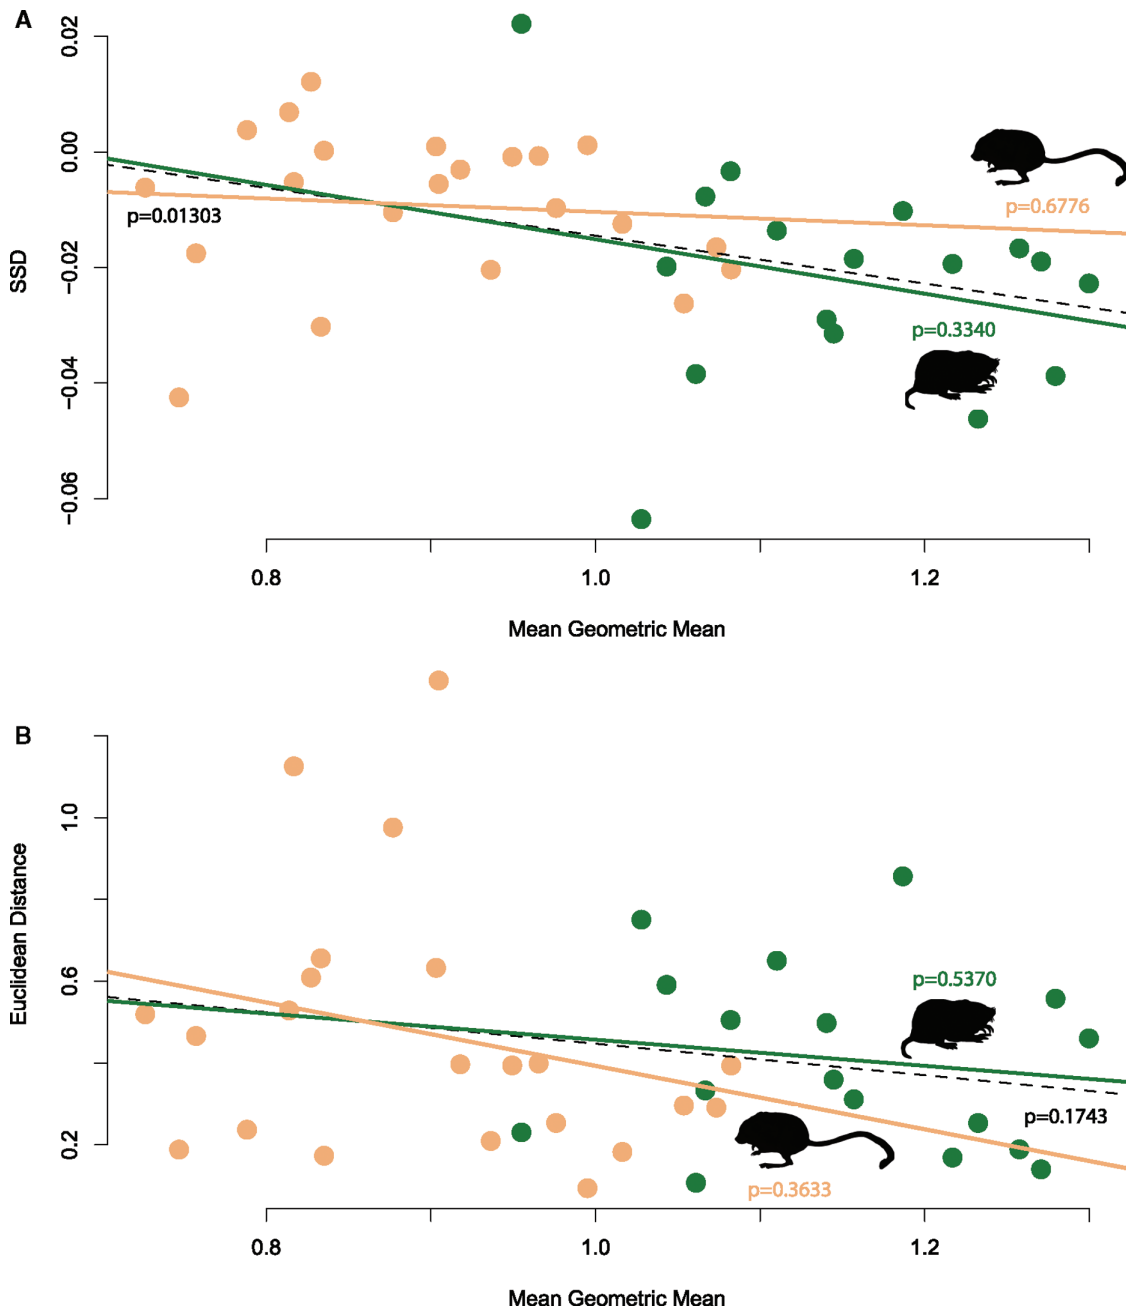 A
0.02
0.00
−0.02
−0.04
−0.06
SSD
p=0.01303
p=0.6776
p=0.3340
0.8
1.0
1.2
Mean Geometric Mean
B
1.0
0.6
0.2
Euclidean Distance
p=0.5370
p=0.1743
p=0.3633
0.8
1.0
1.2
Mean Geometric Mean